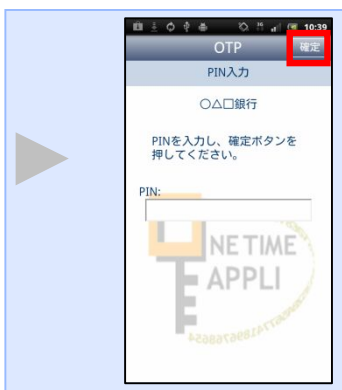 10:39
OTP
確定
PIN入力
○△□銀行
PINを入力し、確定ボタンを
押してください。
PIN:
NE TIME
APPLI